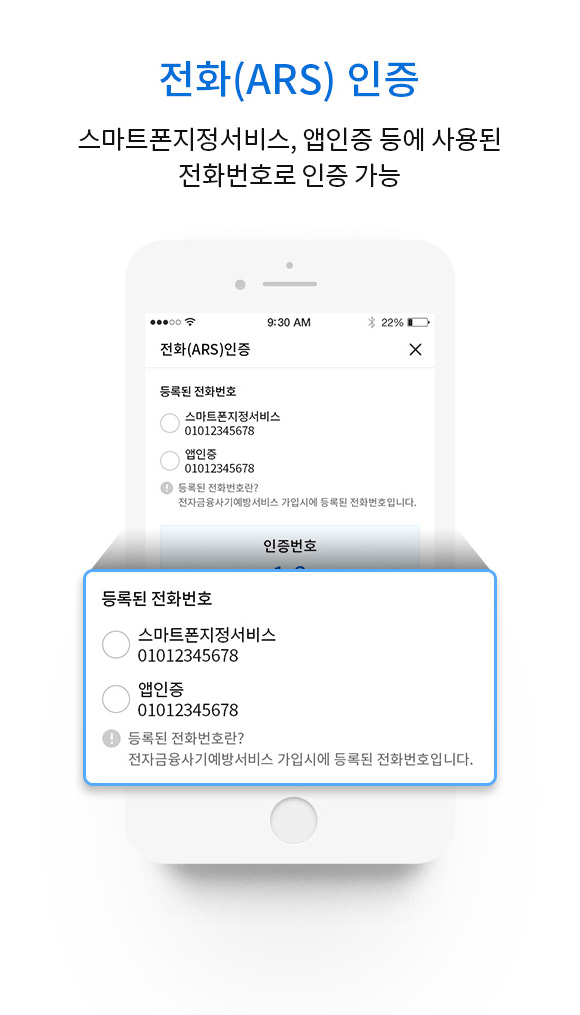 전화(ARS) 인증
스마트폰지정서비스, 앱인증 등에 사용된
전화번호로 인증 가능
9:30 AM
22%
전화(ARS)인증
등록된 전화번호
스마트폰지정서비스
01012345678
앱인증
01012345678
등록된 전화번호란?
전자금융사기예방서비스 가입시에 등록된 전화번호입니다.
인증번호
등록된 전화번호
스마트폰지정서비스
01012345678
앱인증
01012345678
등록된 전화번호란?
전자금융사기예방서비스 가입시에 등록된 전화번호입니다.